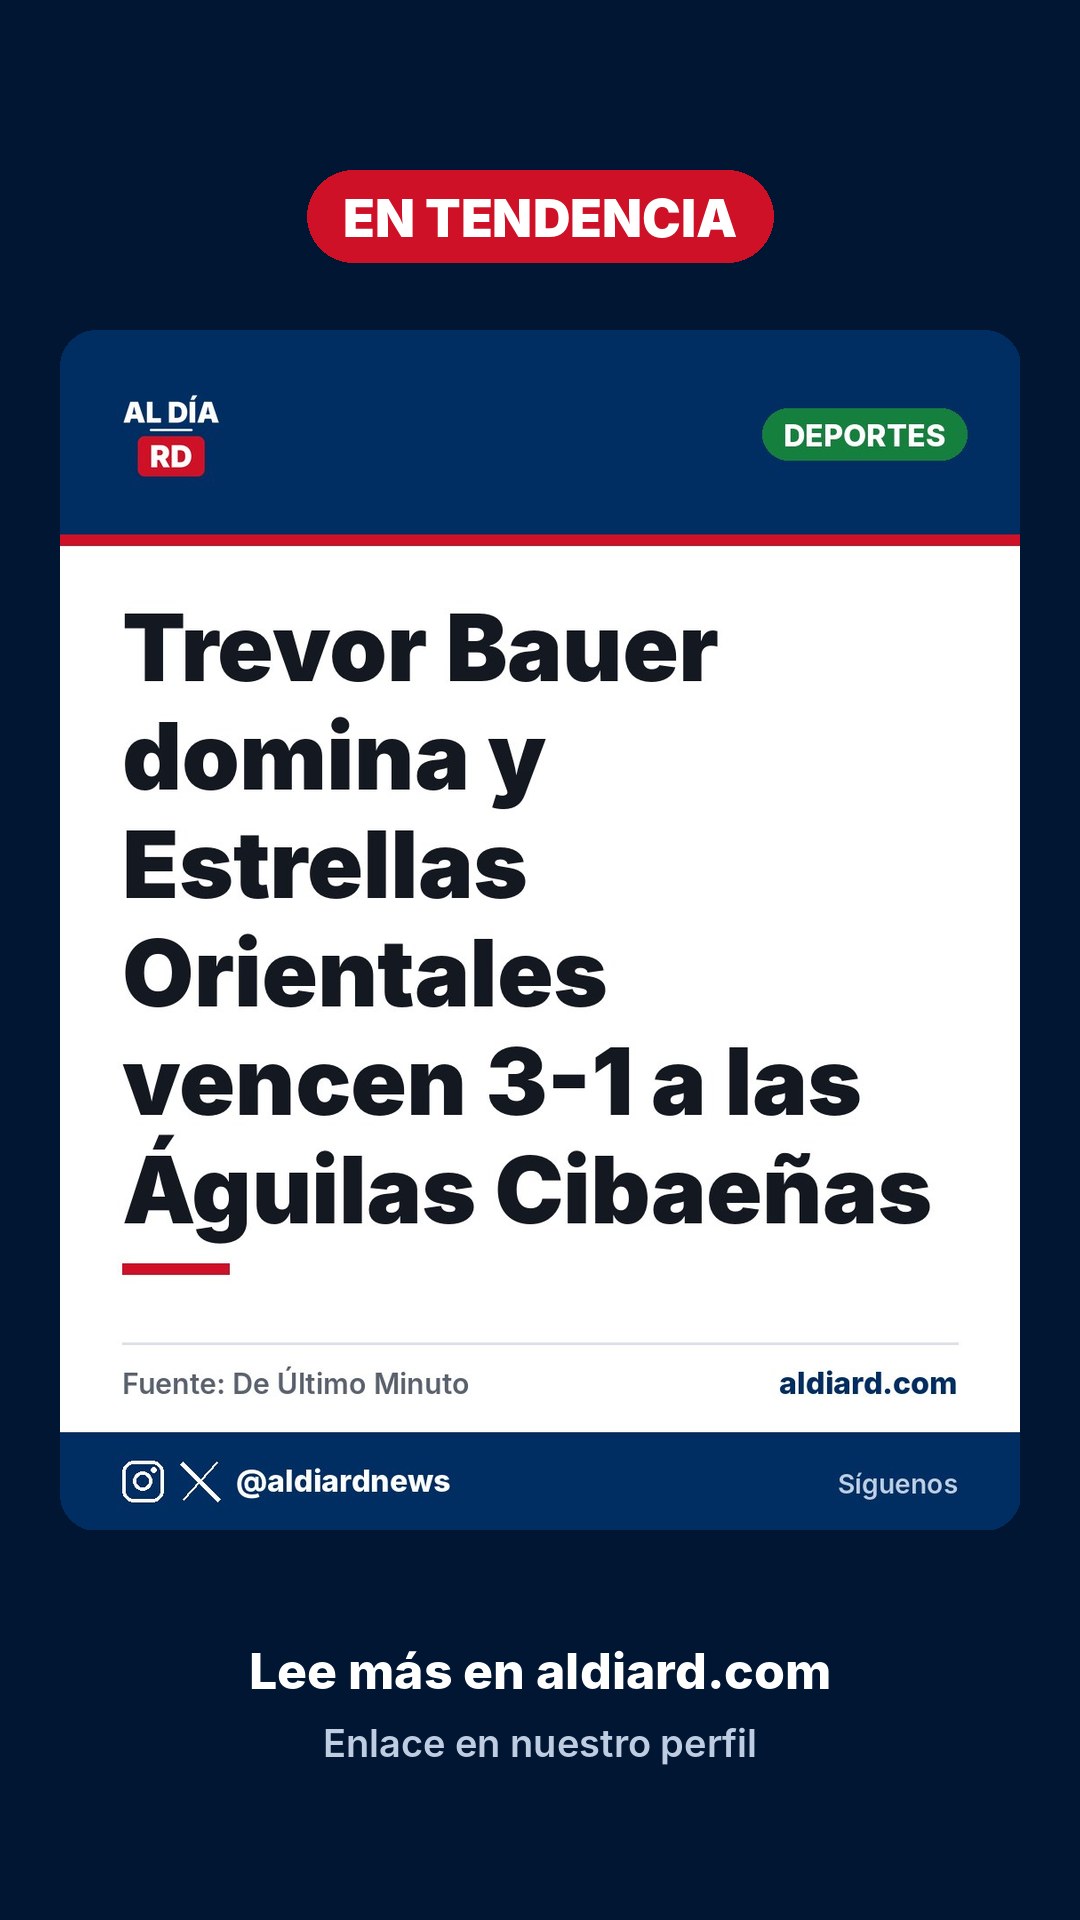 EN TENDENCIA
AL DÍA
RD
DEPORTES
Trevor Bauer
domina y
Estrellas
Orientales
vencen 3-1 a las
Águilas Cibaeñas
Fuente: De Último Minuto
aldiard.com
@aldiardnews
Síguenos
Lee más en aldiard.com
Enlace en nuestro perfil